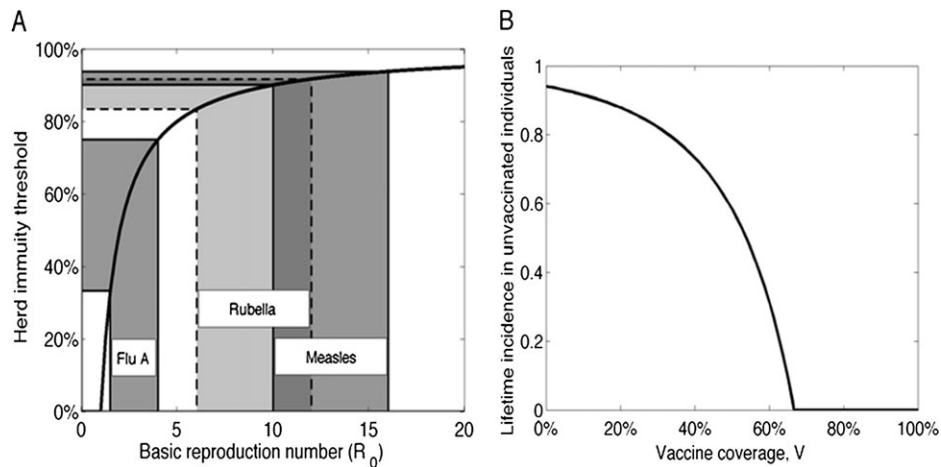 A
Herd immuity threshold
100%
80%
60%
40%
20%
0%
Flu A
Rubella
Measles
0
5
10
15
20
Basic reproduction number (R0)
B
Lifetime incidence in unvaccinated individuals
1
0.8
0.6
0.4
0.2
0
0%
20%
40%
60%
80%
100%
Vaccine coverage, V